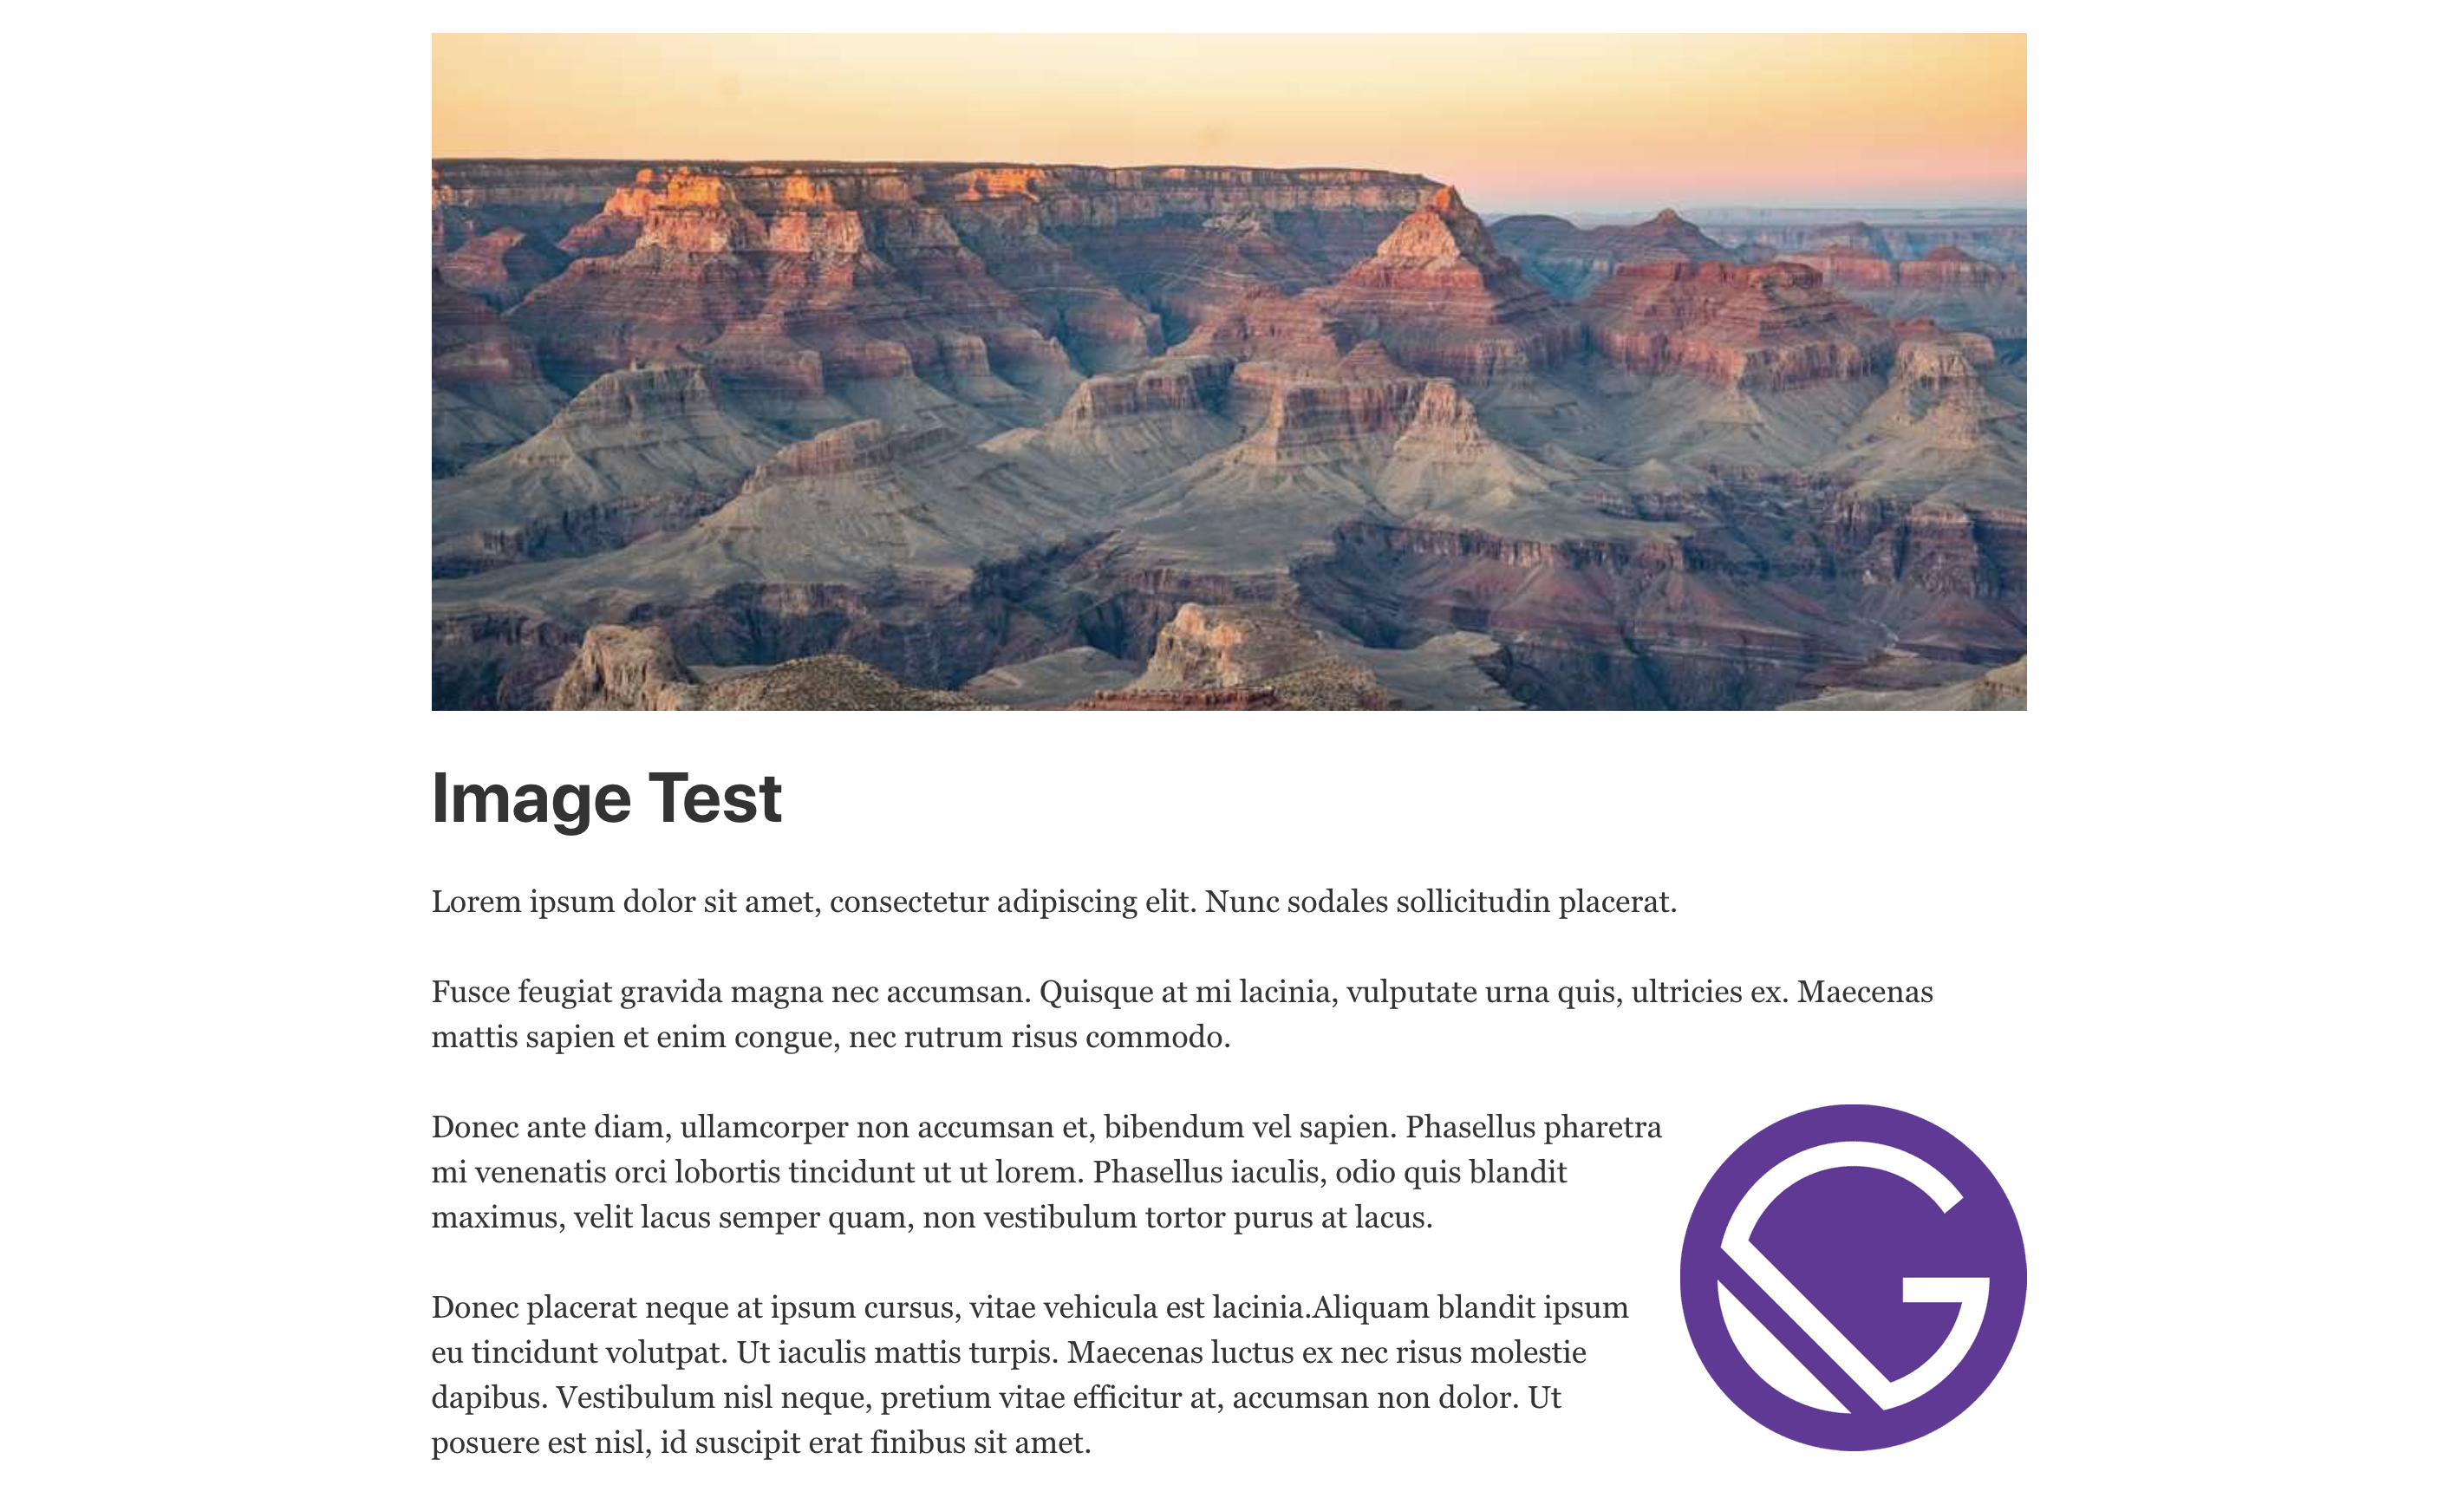 Image Test
Lorem ipsum dolor sit amet, consectetur adipiscing elit. Nunc sodales sollicitudin placerat.
Fusce feugiat gravida magna nec accumsan. Quisque at mi lacinia, vulputate urna quis, ultricies ex. Maecenas
mattis sapien et enim congue, nec rutrum risus commodo.
Donec ante diam, ullamcorper non accumsan et, bibendum vel sapien. Phasellus pharetra
mi venenatis orci lobortis tincidunt ut ut lorem. Phasellus iaculis, odio quis blandit
maximus, velit lacus semper quam, non vestibulum tortor purus at lacus.
Donec placerat neque at ipsum cursus, vitae vehicula est lacinia.Aliquam blandit ipsum
eu tincidunt volutpat. Ut iaculis mattis turpis. Maecenas luctus ex nec risus molestie
dapibus. Vestibulum nisl neque, pretium vitae efficitur at, accumsan non dolor. Ut
posuere est nisl, id suscipit erat finibus sit amet.